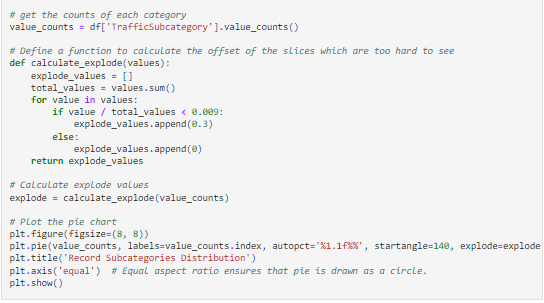 # get the counts of each category
value_counts = df['TrafficSubcategory'].value_counts()
# Define a function to calculate the offset of the slices which are too hard to see
def calculate_explode(values):
    explode_values = []
    total_values = values.sum()
    for value in values:
        if value / total_values < 0.009:
            explode_values.append(0.3)
        else:
            explode_values.append(0)
    return explode_values
# Calculate explode values
explode = calculate_explode(value_counts)
# Plot the pie chart
plt.figure(figsize=(8, 8))
plt.pie(value_counts, labels=value_counts.index, autopct='%1.1f%%', startangle=140, explode=explode
plt.title('Record Subcategories Distribution')
plt.axis('equal')  # Equal aspect ratio ensures that pie is drawn as a circle.
plt.show()